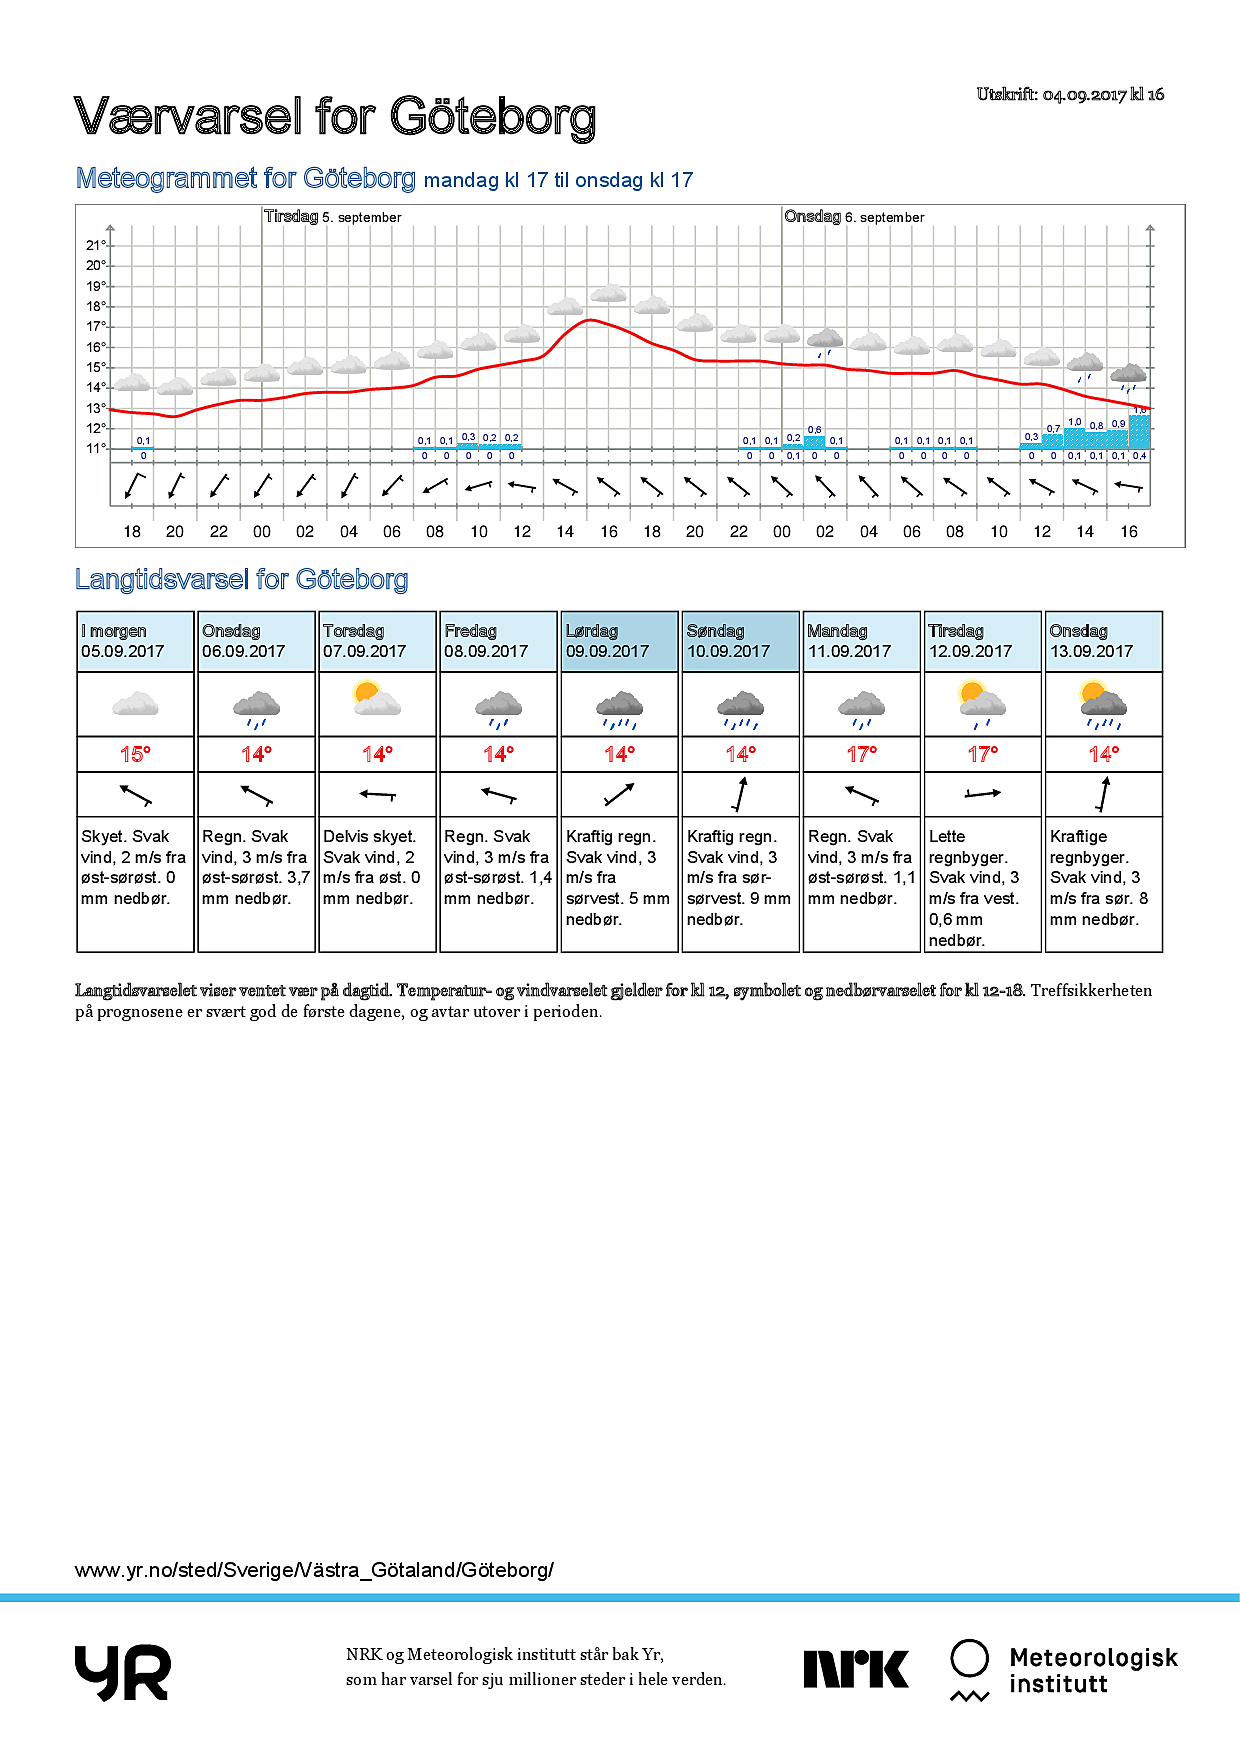 Værvarsel for Göteborg
Utskrift: 04.09.2017 kl 16
Meteogrammet for Göteborg mandag kl 17 til onsdag kl 17
Tirsdag 5. september Onsdag 6. september
21°
20°
19°
18°
17°
16°
15°
14°
13°
12°
11°
0,1 0,1 0,1 0,3 0,2 0,2 0,1 0,1 0,2 0,6 0,1 0,1 0,1 0,1 0,1 0,3 0,7 1,0 0,8 0,9 1,6
0 0 0 0 0 0 0 0 0,1 0 0 0 0 0 0 0 0 0,1 0,1 0,1 0,4
18 20 22 00 02 04 06 08 10 12 14 16 18 20 22 00 02 04 06 08 10 12 14 16
Langtidsvarsel for Göteborg
I morgen Onsdag Torsdag Fredag Lørdag Søndag Mandag Tirsdag Onsdag
05.09.2017 06.09.2017 07.09.2017 08.09.2017 09.09.2017 10.09.2017 11.09.2017 12.09.2017 13.09.2017
15° 14° 14° 14° 14° 14° 17° 17° 14°
Skyet. Svak
vind, 2 m/s fra
øst-sørøst. 0
mm nedbør.
Regn. Svak
vind, 3 m/s fra
øst-sørøst. 3,7
mm nedbør.
Delvis skyet.
Svak vind, 2
m/s fra øst. 0
mm nedbør.
Regn. Svak
vind, 3 m/s fra
øst-sørøst. 1,4
mm nedbør.
Kraftig regn.
Svak vind, 3
m/s fra
sørvest. 5 mm
nedbør.
Kraftig regn.
Svak vind, 3
m/s fra sør-
sørvest. 9 mm
nedbør.
Regn. Svak
vind, 3 m/s fra
øst-sørøst. 1,1
mm nedbør.
Lette
regnbyger.
Svak vind, 3
m/s fra vest.
0,6 mm
nedbør.
Kraftige
regnbyger.
Svak vind, 3
m/s fra sør. 8
mm nedbør.
Langtidsvarselet viser ventet vær på dagtid. Temperatur- og vindvarselet gjelder for kl 12, symbolet og nedbørvarselet for kl 12-18. Treffsikkerheten
på prognosene er svært god de første dagene, og avtar utover i perioden.
www.yr.no/sted/Sverige/Västra_Götaland/Göteborg/
YR
NRK og Meteorologisk institutt står bak Yr,
som har varsel for sju millioner steder i hele verden.
NRK
Meteorologisk
institutt